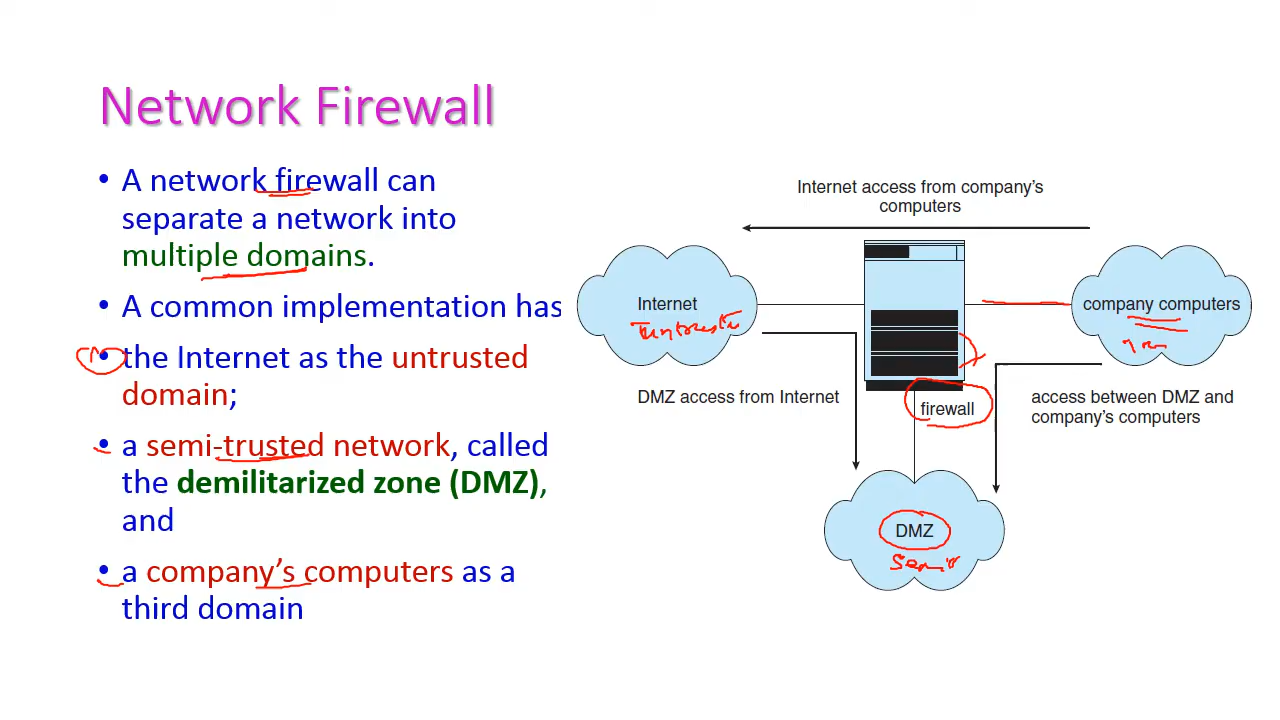 Network Firewall
• A network firewall can
separate a network into
multiple domains.
• A common implementation has
• the Internet as the untrusted
domain;
• a semi-trusted network, called
the demilitarized zone (DMZ),
and
• a company's computers as a
third domain
Internet access from company's
computers
Internet
company computers
DMZ access from Internet
firewall
access between DMZ and
company's computers
DMZ